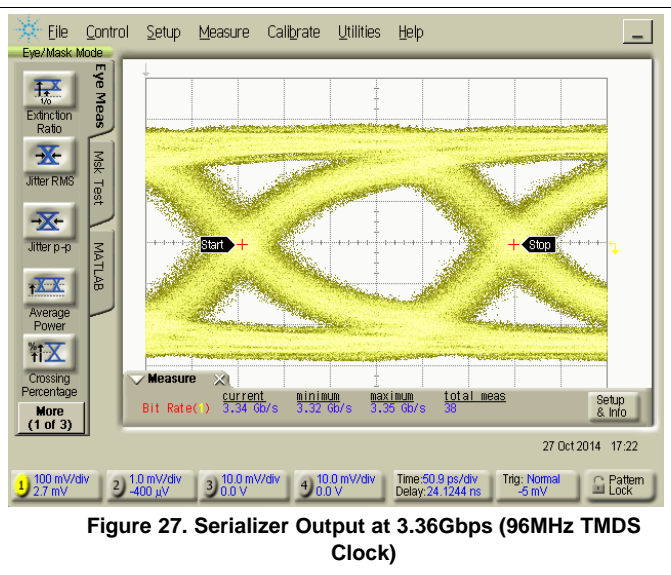 File Control Setup Measure Calibrate Utilities Help
Eye/Mask Mode
Eye Meas
Msk Test
MATLAB
1/0
Extinction
Ratio
Jitter RMS
Jitter p-p
Average
Power
%
Crossing
Percentage
More
(1 of 3)
Start
Stop
Measure
current minimum maximum total meas
Bit Rate(1) 3.34 Gb/s 3.32 Gb/s 3.35 Gb/s 38
Setup
& Info
27 Oct 2014 17:22
1 100 mV/div
2.7 mV
2 1.0 mV/div
-400 µV
3 10.0 mV/div
0.0 V
4 10.0 mV/div
0.0 V
Time:50.9 ps/div
Delay:24.1244 ns
Trig: Normal
-5 mV
Pattern
Lock
Figure 27. Serializer Output at 3.36Gbps (96MHz TMDS
Clock)